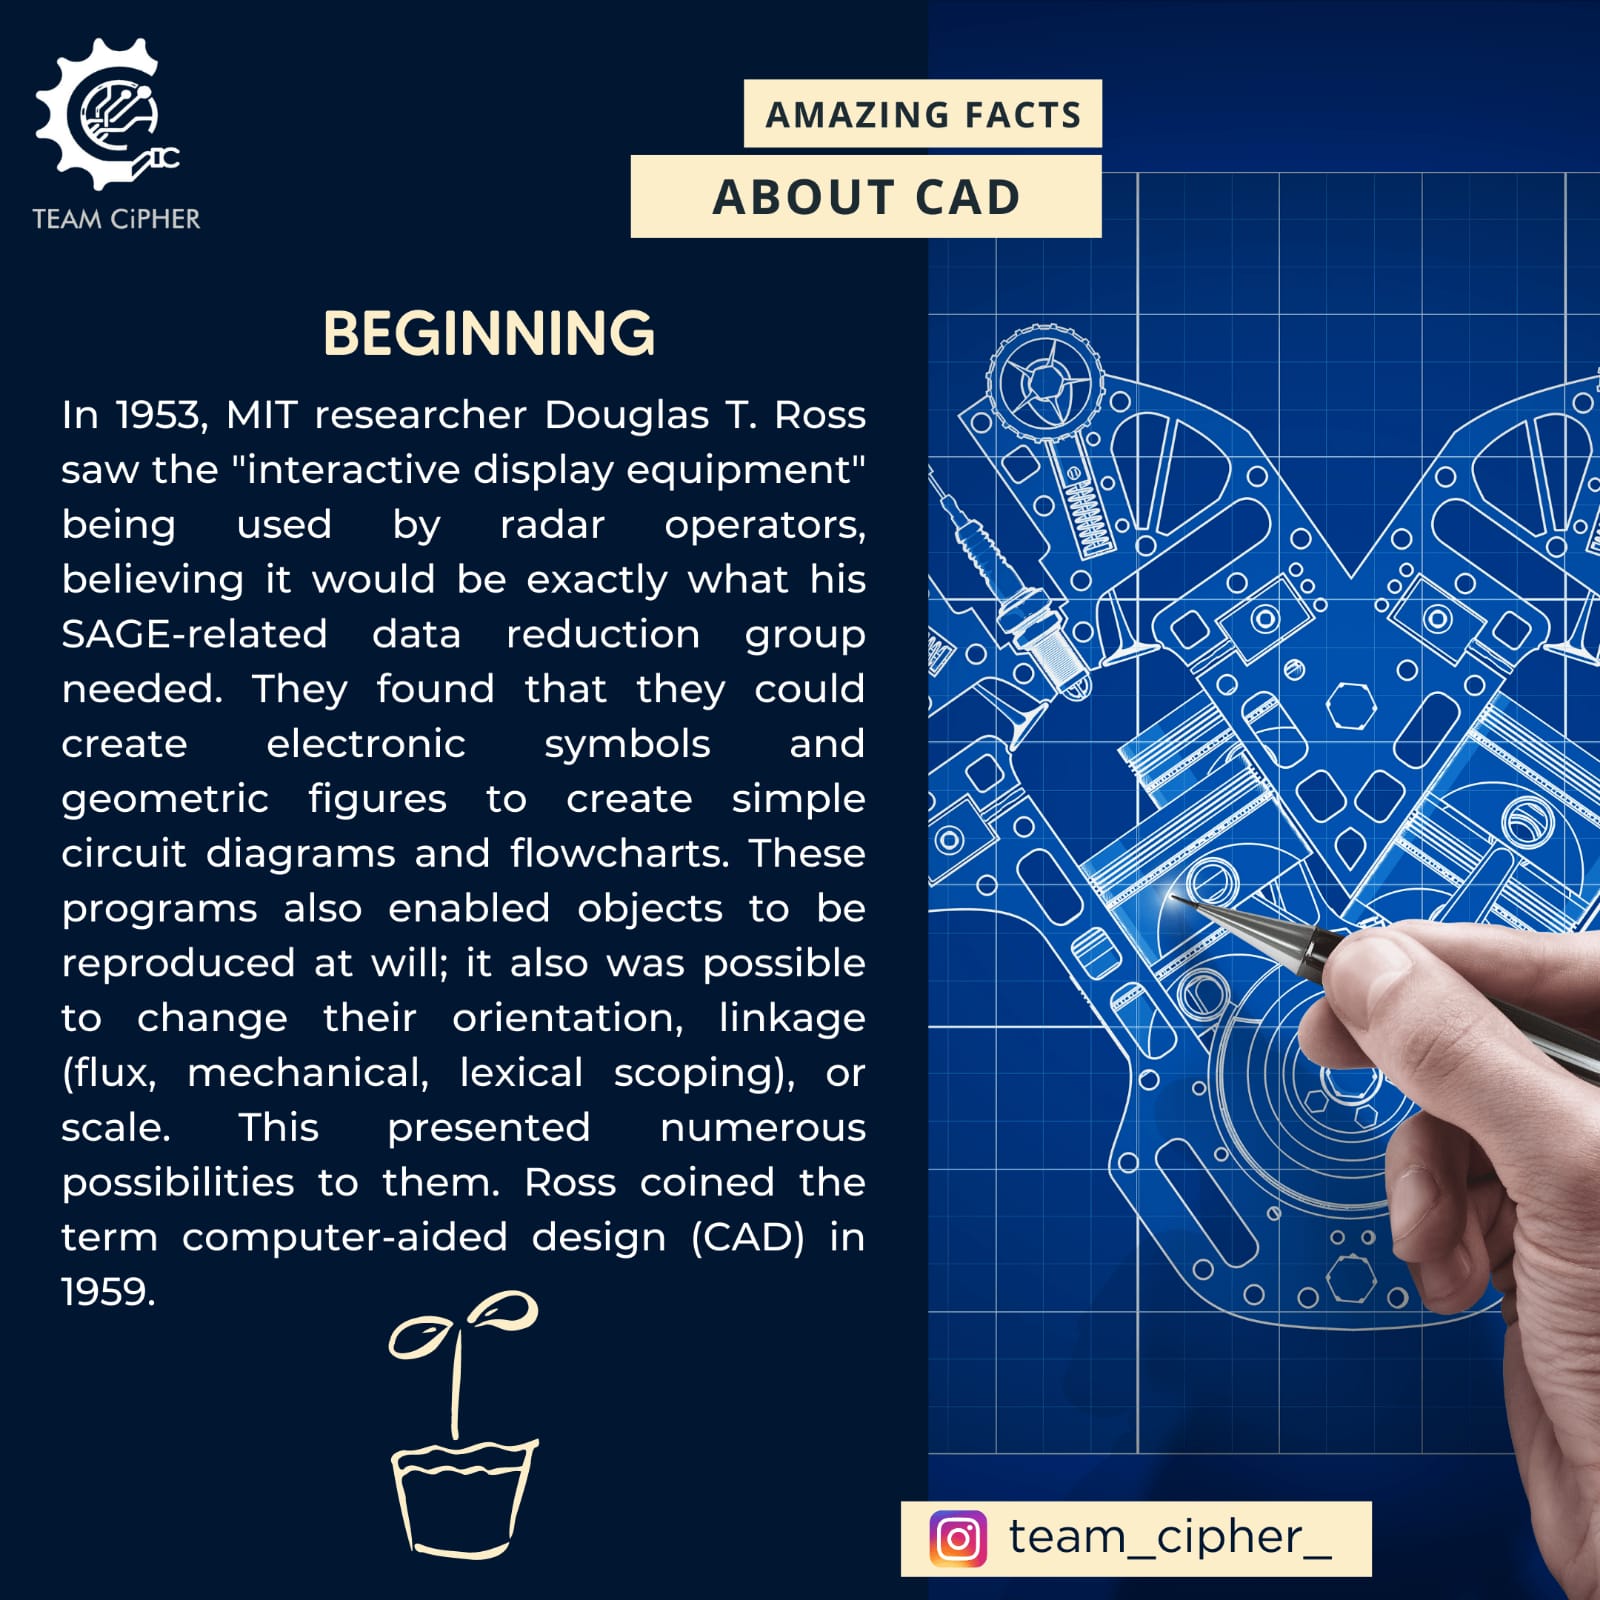 TEAM CiPHER
AMAZING FACTS
ABOUT CAD
BEGINNING
In 1953, MIT researcher Douglas T. Ross
saw the "interactive display equipment"
being used by radar operators,
believing it would be exactly what his
SAGE-related data reduction group
needed. They found that they could
create electronic symbols and
geometric figures to create simple
circuit diagrams and flowcharts. These
programs also enabled objects to be
reproduced at will; it also was possible
to change their orientation, linkage
(flux, mechanical, lexical scoping), or
scale. This presented numerous
possibilities to them. Ross coined the
term computer-aided design (CAD) in
1959.
team_cipher_